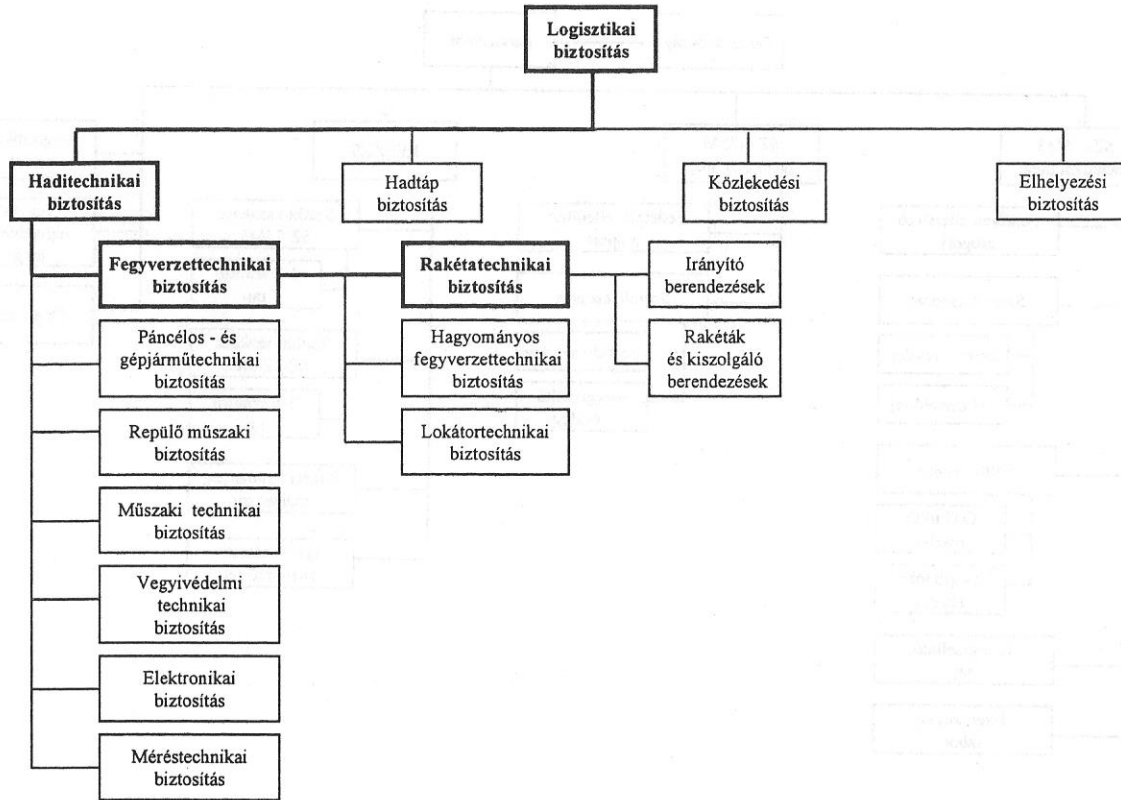 Logisztikai
biztosítás
Haditechnikai
biztosítás
Hadtáp
biztosítás
Közlekedési
biztosítás
Elhelyezési
biztosítás
Fegyverzettechnikai
biztosítás
Rakétatechnikai
biztosítás
Irányító
berendezések
Páncélos - és
gépjárműtechnikai
biztosítás
Hagyományos
fegyverzettechnikai
biztosítás
Rakéták
és kiszolgáló
berendezések
Repülő műszaki
biztosítás
Lokátortechnikai
biztosítás
Műszaki technikai
biztosítás
Vegyivédelmi
technikai
biztosítás
Elektronikai
biztosítás
Méréstechnikai
biztosítás